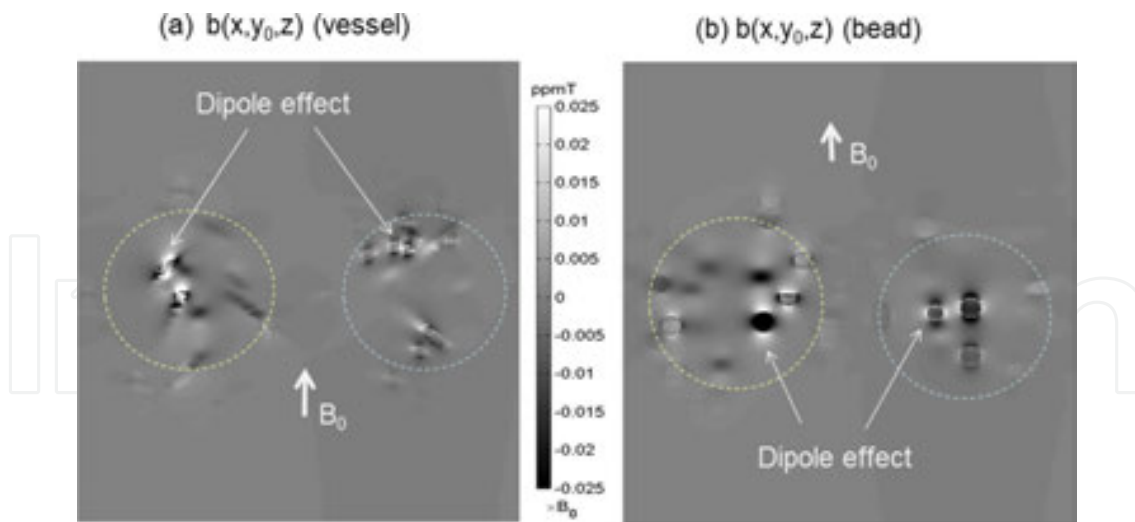 (a) b(x,y₀,z) (vessel)
(b) b(x,y₀,z) (bead)
Dipole effect
B₀
ppmT
0.025
0.02
0.015
0.01
0.005
0
-0.005
-0.01
-0.015
-0.02
-0.025
×B₀
B₀
Dipole effect